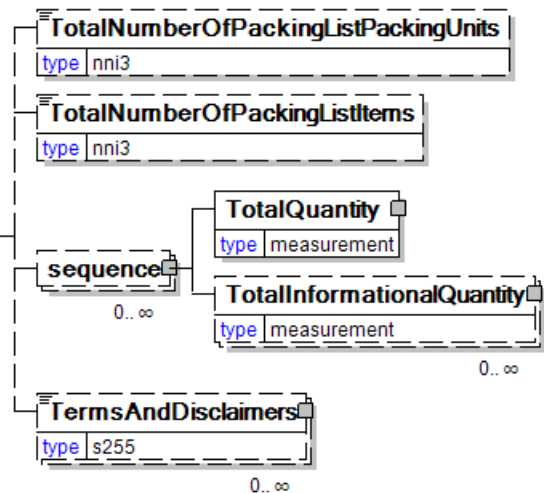 TotalNumberOfPackingListPackingUnits
type nni3
TotalNumberOfPackingListItems
type nni3
TotalQuantity
type measurement
sequence
0.. ∞
TotalInformationalQuantity
type measurement
0.. ∞
TermsAndDisclaimers
type s255
0.. ∞